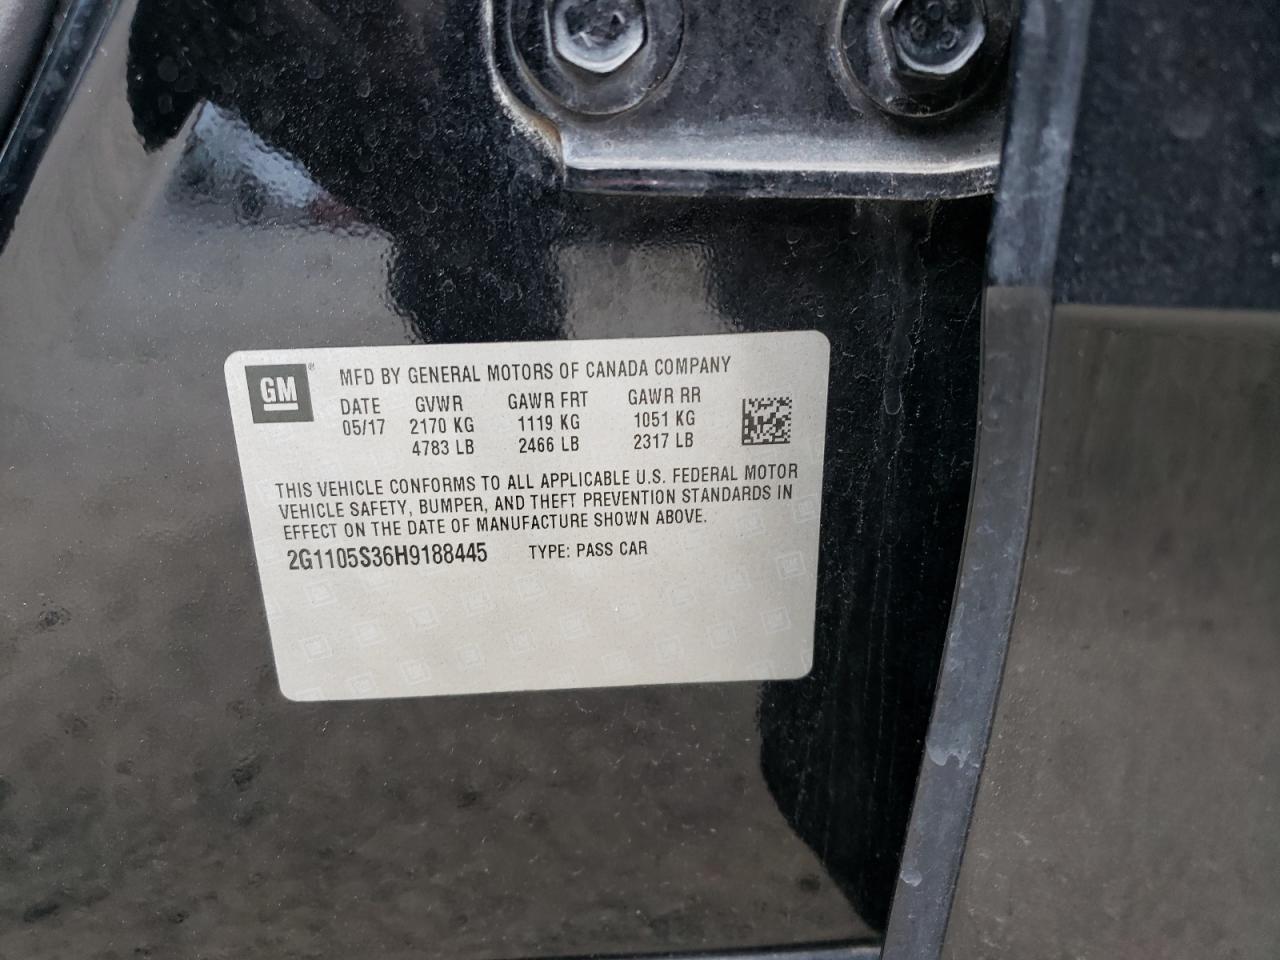 GM® MFD BY GENERAL MOTORS OF CANADA COMPANY
DATE GVWR GAWR FRT GAWR RR
05/17 2170 KG 1119 KG 1051 KG
4783 LB 2466 LB 2317 LB
THIS VEHICLE CONFORMS TO ALL APPLICABLE U.S. FEDERAL MOTOR
VEHICLE SAFETY, BUMPER, AND THEFT PREVENTION STANDARDS IN
EFFECT ON THE DATE OF MANUFACTURE SHOWN ABOVE.
2G1105S36H9188445 TYPE: PASS CAR